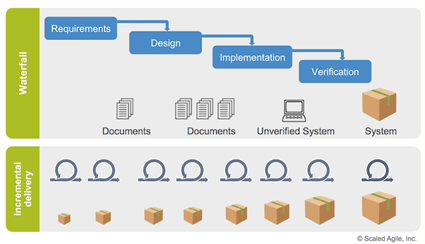 Waterfall
Requirements
Design
Implementation
Verification
Documents
Documents
Unverified System
System
Incremental
delivery
© Scaled Agile, Inc.